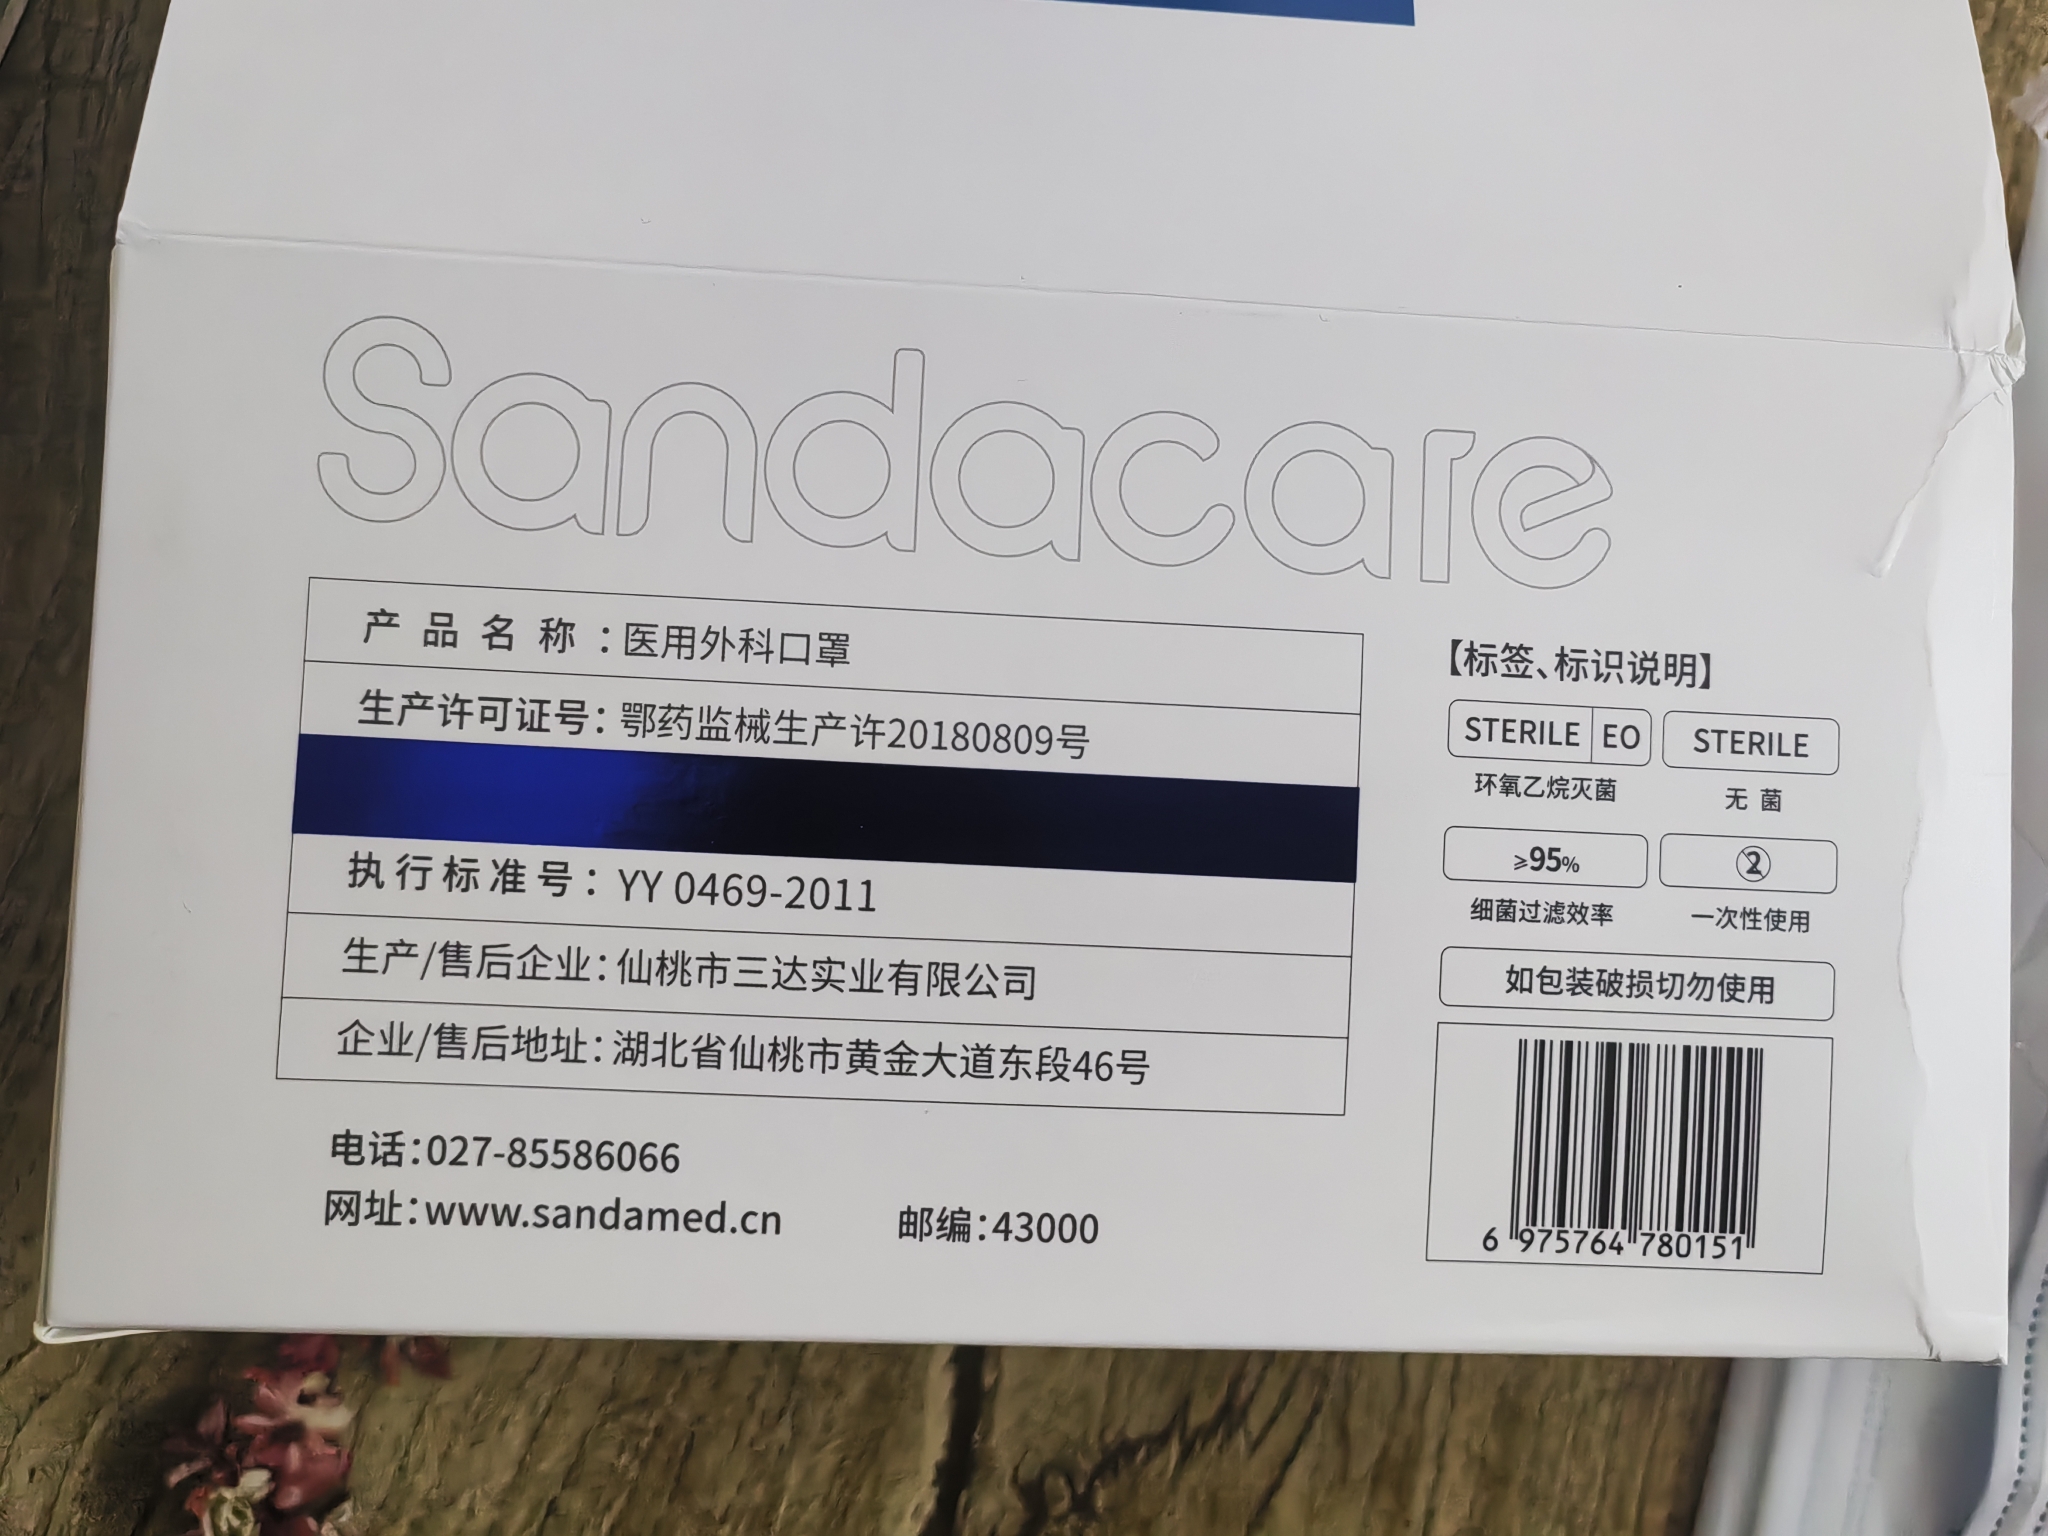 Sandacare
产品名称：医用外科口罩
生产许可证号：鄂药监械生产许20180809号
执行标准号：YY 0469-2011
生产/售后企业：仙桃市三达实业有限公司
企业/售后地址：湖北省仙桃市黄金大道东段46号
电话：027-85586066
网址：www.sandamed.cn
邮编：43000
【标签、标识说明】
STERILE EO STERILE
环氧乙烷灭菌 无菌
≥95% 2
细菌过滤效率 一次性使用
如包装破损切勿使用
6 975764 780151